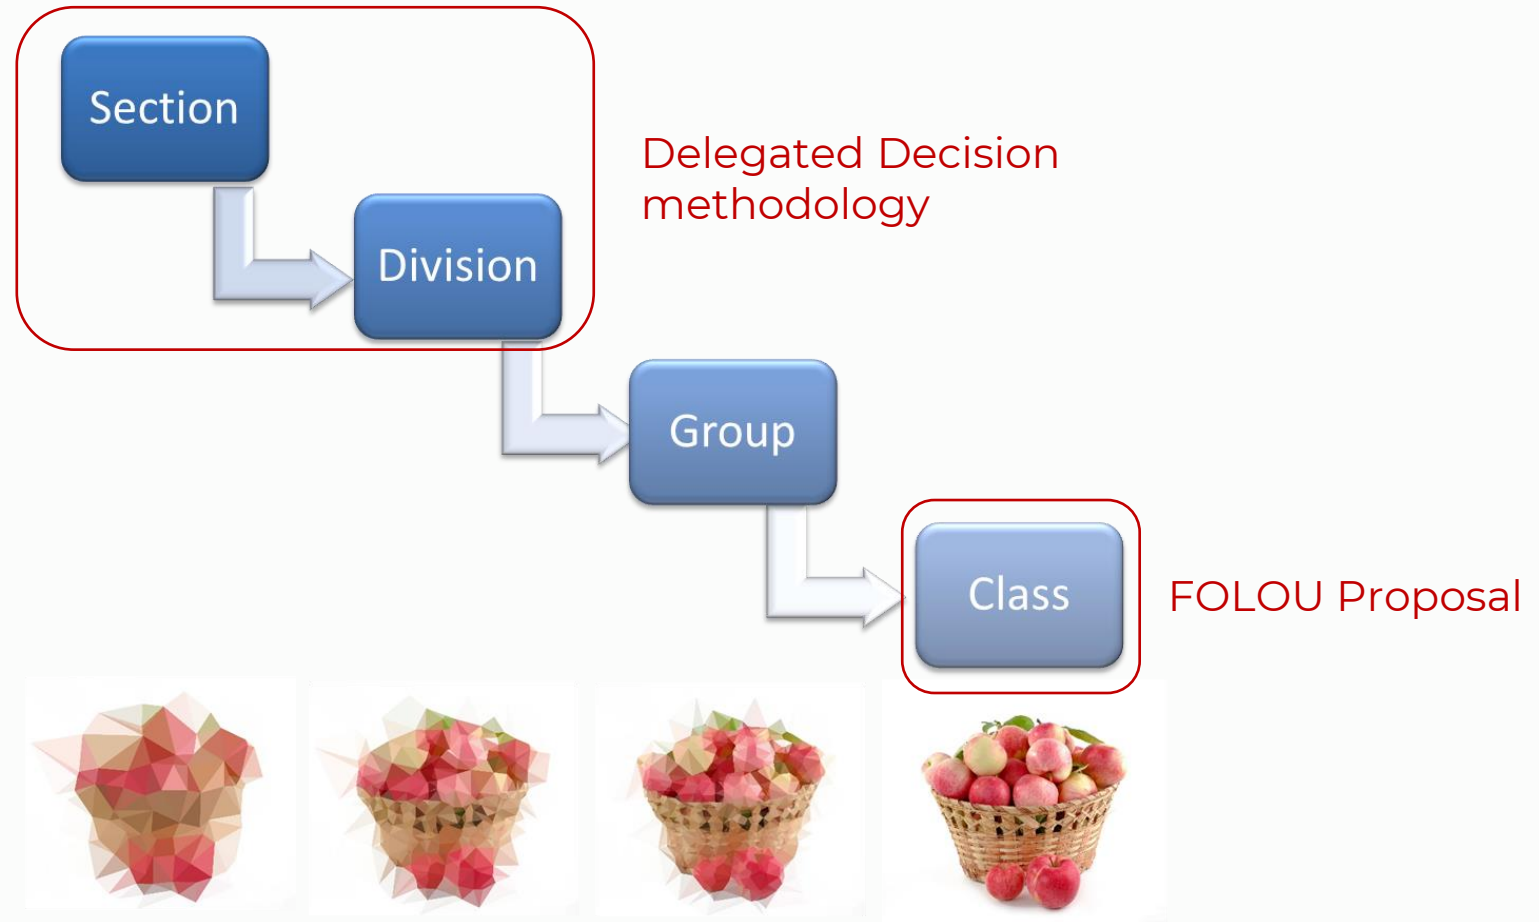 Section
Delegated Decision
methodology
Division
Group
Class
FOLOU Proposal